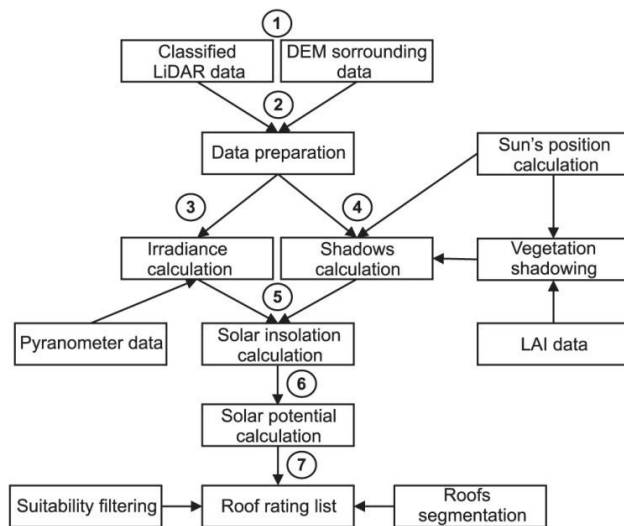 1
Classified
LiDAR data
DEM sorrounding
data
2
Data preparation
Sun's position
calculation
3
4
Irradiance
calculation
Shadows
calculation
Vegetation
shadowing
5
Pyranometer data
Solar insolation
calculation
LAI data
6
Solar potential
calculation
7
Suitability filtering
Roof rating list
Roofs
segmentation